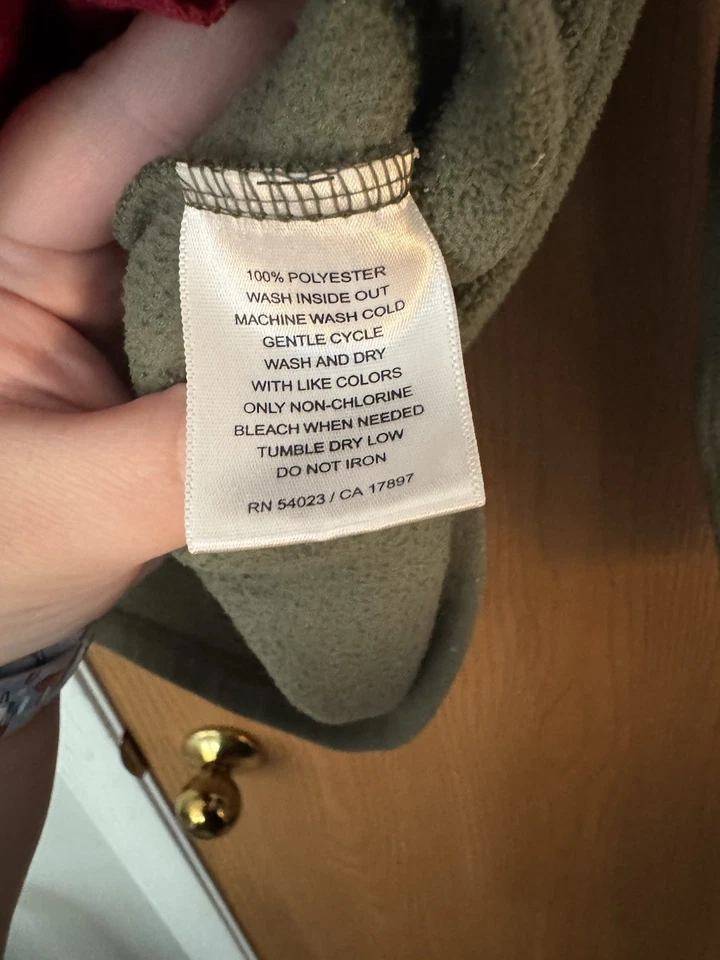 100% POLYESTER
WASH INSIDE OUT
MACHINE WASH COLD
GENTLE CYCLE
WASH AND DRY
WITH LIKE COLORS
ONLY NON-CHLORINE
BLEACH WHEN NEEDED
TUMBLE DRY LOW
DO NOT IRON
RN 54023 / CA 17897